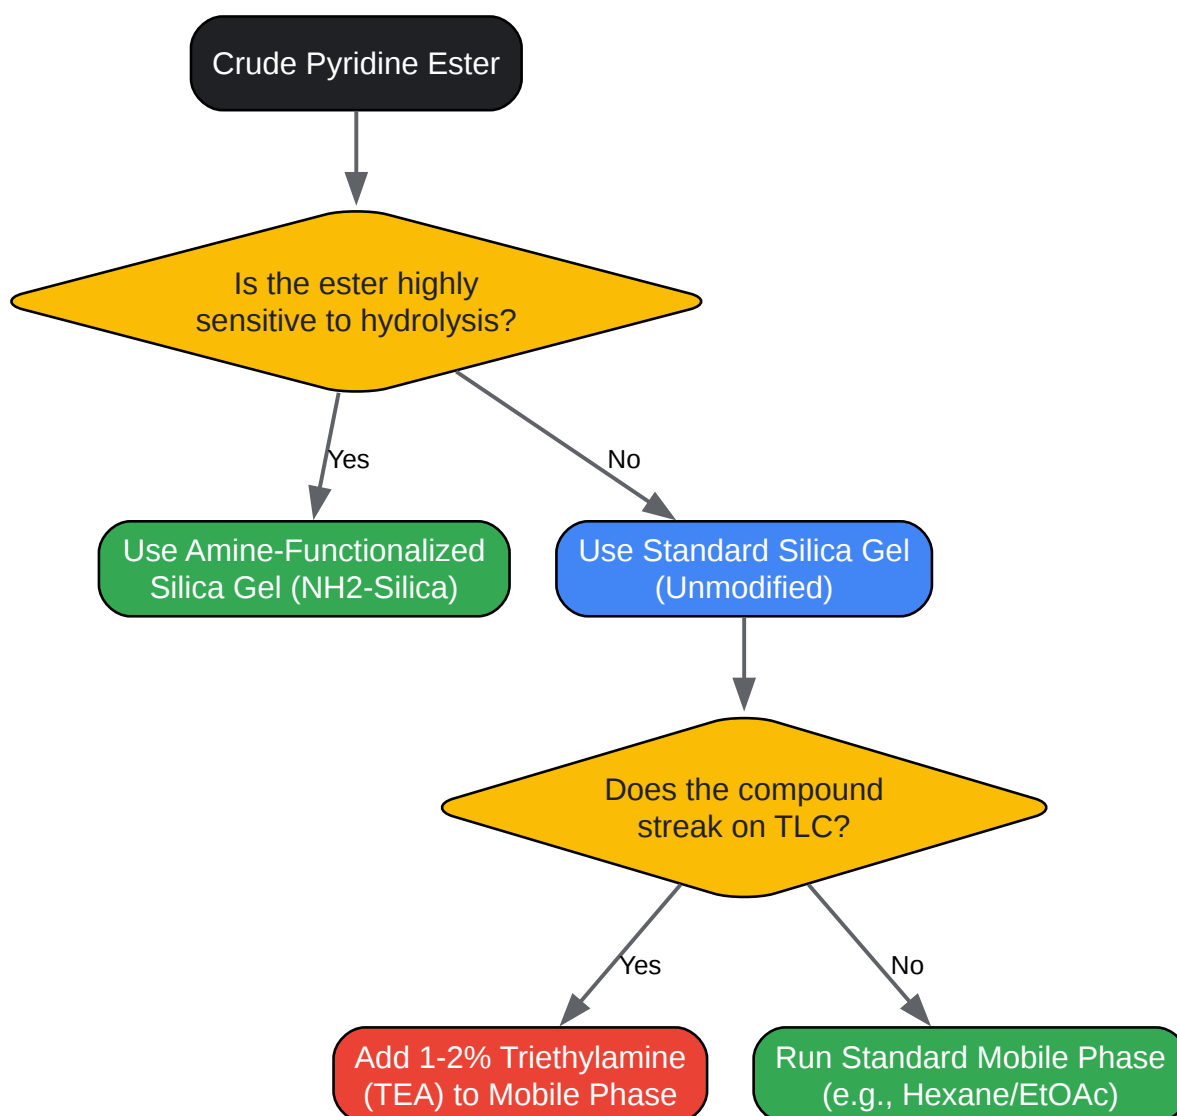 Crude Pyridine Ester
Is the ester highly
sensitive to hydrolysis?
Yes
No
Use Amine-Functionalized
Silica Gel (NH2-Silica)
Use Standard Silica Gel
(Unmodified)
Does the compound
streak on TLC?
Yes
No
Add 1-2% Triethylamine
(TEA) to Mobile Phase
Run Standard Mobile Phase
(e.g., Hexane/EtOAc)